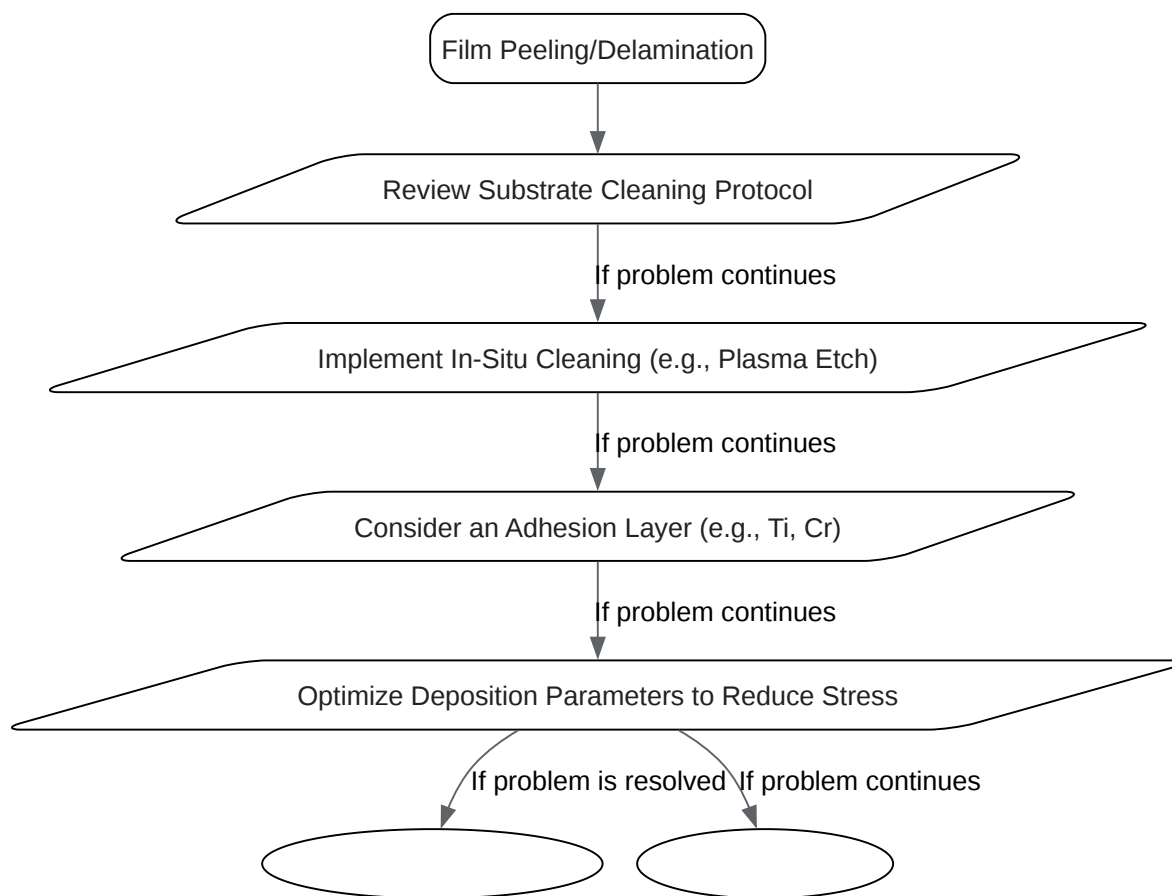 Film Peeling/Delamination
Review Substrate Cleaning Protocol
If problem continues
Implement In-Situ Cleaning (e.g., Plasma Etch)
If problem continues
Consider an Adhesion Layer (e.g., Ti, Cr)
If problem continues
Optimize Deposition Parameters to Reduce Stress
If problem is resolved
If problem continues